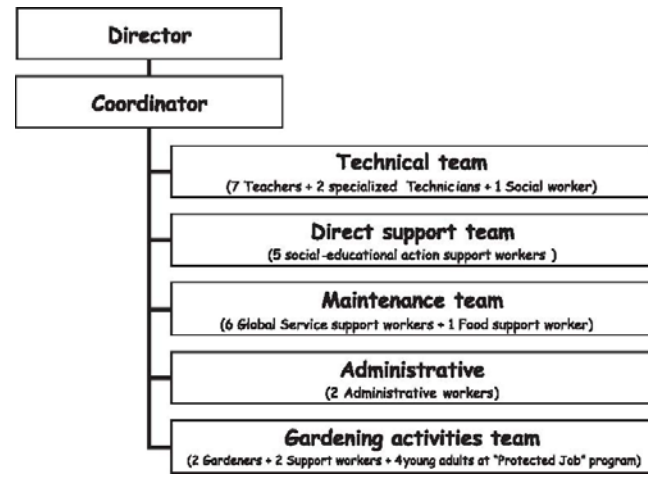 Director
Coordinator
Technical team
(7 Teachers + 2 specialized Technicians + 1 Social worker)
Direct support team
(5 social-educational action support workers )
Maintenance team
(6 Global Service support workers + 1 Food support worker)
Administrative
(2 Administrative workers)
Gardening activities team
(2 Gardeners + 2 Support workers + 4young adults at "Protected Job" program)